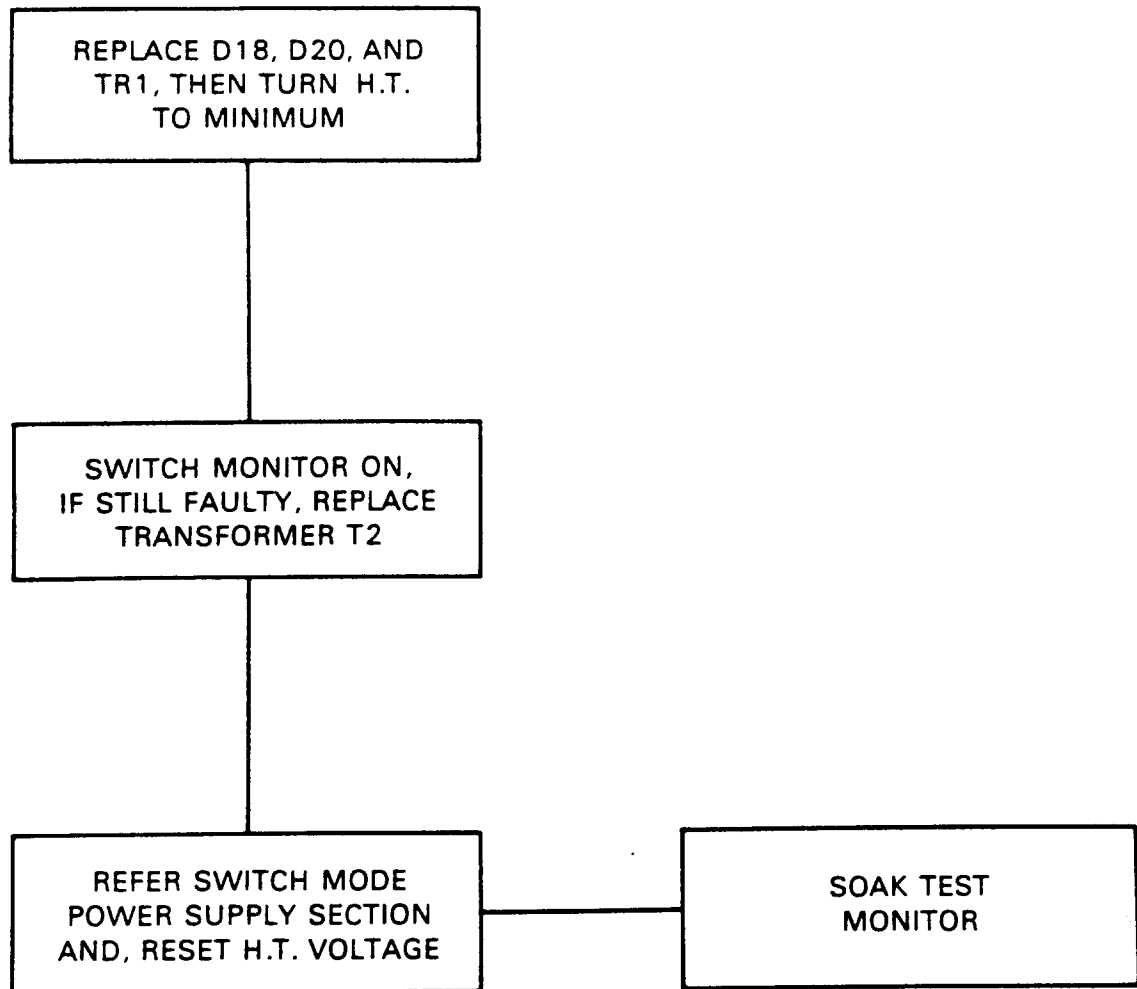 REPLACE D18, D20, AND
TR1, THEN TURN H.T.
TO MINIMUM
SWITCH MONITOR ON,
IF STILL FAULTY, REPLACE
TRANSFORMER T2
REFER SWITCH MODE
POWER SUPPLY SECTION
AND, RESET H.T. VOLTAGE
SOAK TEST
MONITOR